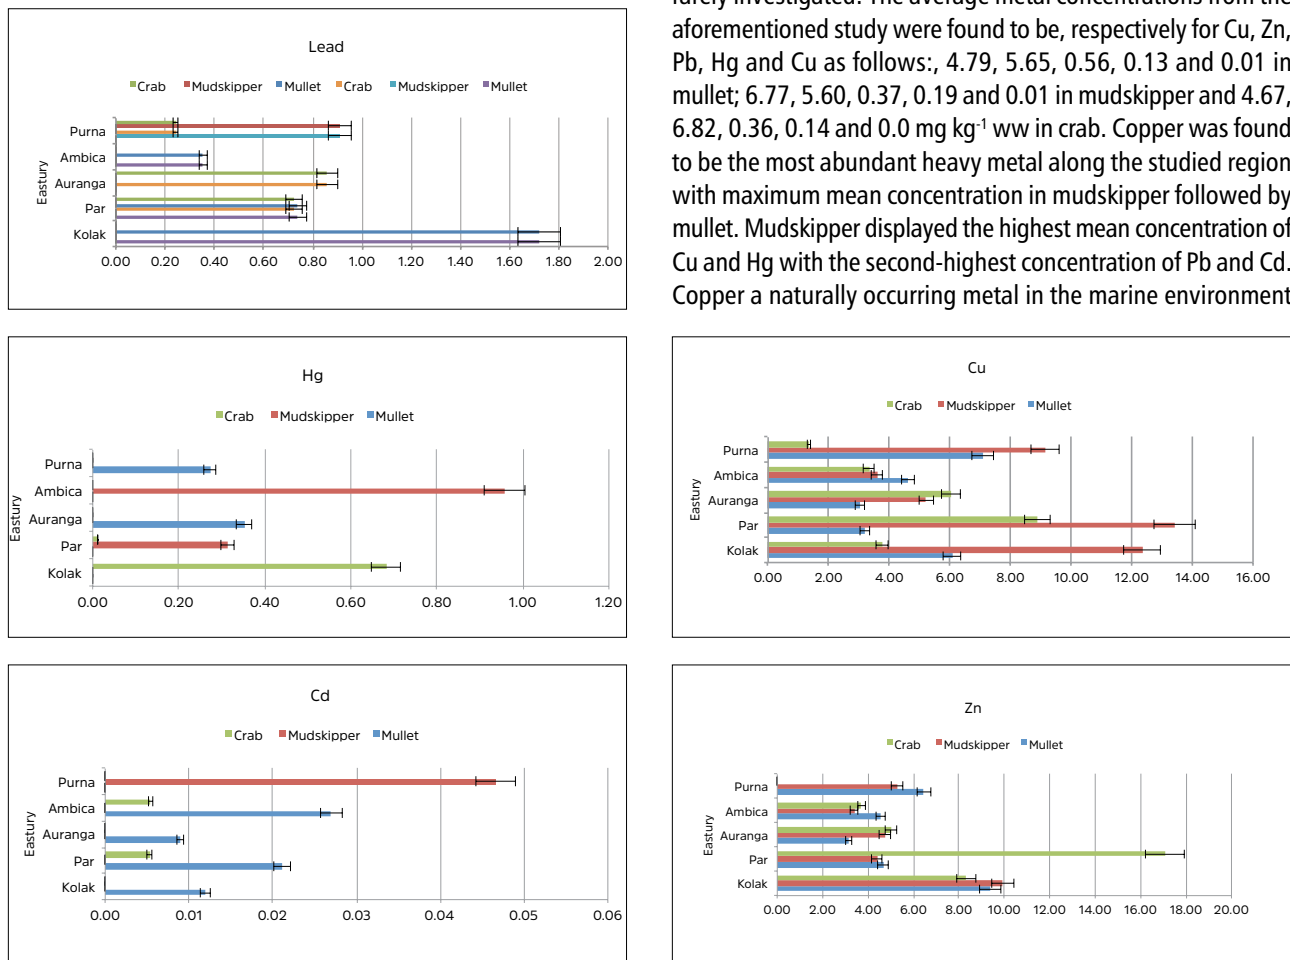 Lead
Crab Mudskipper Mullet Crab Mudskipper Mullet
Eastury
Purna
Ambica
Auranga
Par
Kolak
0.00 0.20 0.40 0.60 0.80 1.00 1.20 1.40 1.60 1.80 2.00
aforementioned study were found to be, respectively for Cu, Zn,
Pb, Hg and Cu as follows:, 4.79, 5.65, 0.56, 0.13 and 0.01 in
mullet; 6.77, 5.60, 0.37, 0.19 and 0.01 in mudskipper and 4.67,
6.82, 0.36, 0.14 and 0.0 mg kg-1 ww in crab. Copper was found
to be the most abundant heavy metal along the studied region
with maximum mean concentration in mudskipper followed by
mullet. Mudskipper displayed the highest mean concentration of
Cu and Hg with the second-highest concentration of Pb and Cd.
Copper a naturally occurring metal in the marine environment
Hg
Crab Mudskipper Mullet
Eastury
Purna
Ambica
Auranga
Par
Kolak
0.00 0.20 0.40 0.60 0.80 1.00 1.20
Cu
Crab Mudskipper Mullet
Eastury
Purna
Ambica
Auranga
Par
Kolak
0.00 2.00 4.00 6.00 8.00 10.00 12.00 14.00 16.00
Cd
Crab Mudskipper Mullet
Eastury
Purna
Ambica
Auranga
Par
Kolak
0.00 0.01 0.02 0.03 0.04 0.05 0.06
Zn
Crab Mudskipper Mullet
Eastury
Purna
Ambica
Auranga
Par
Kolak
0.00 2.00 4.00 6.00 8.00 10.00 12.00 14.00 16.00 18.00 20.00